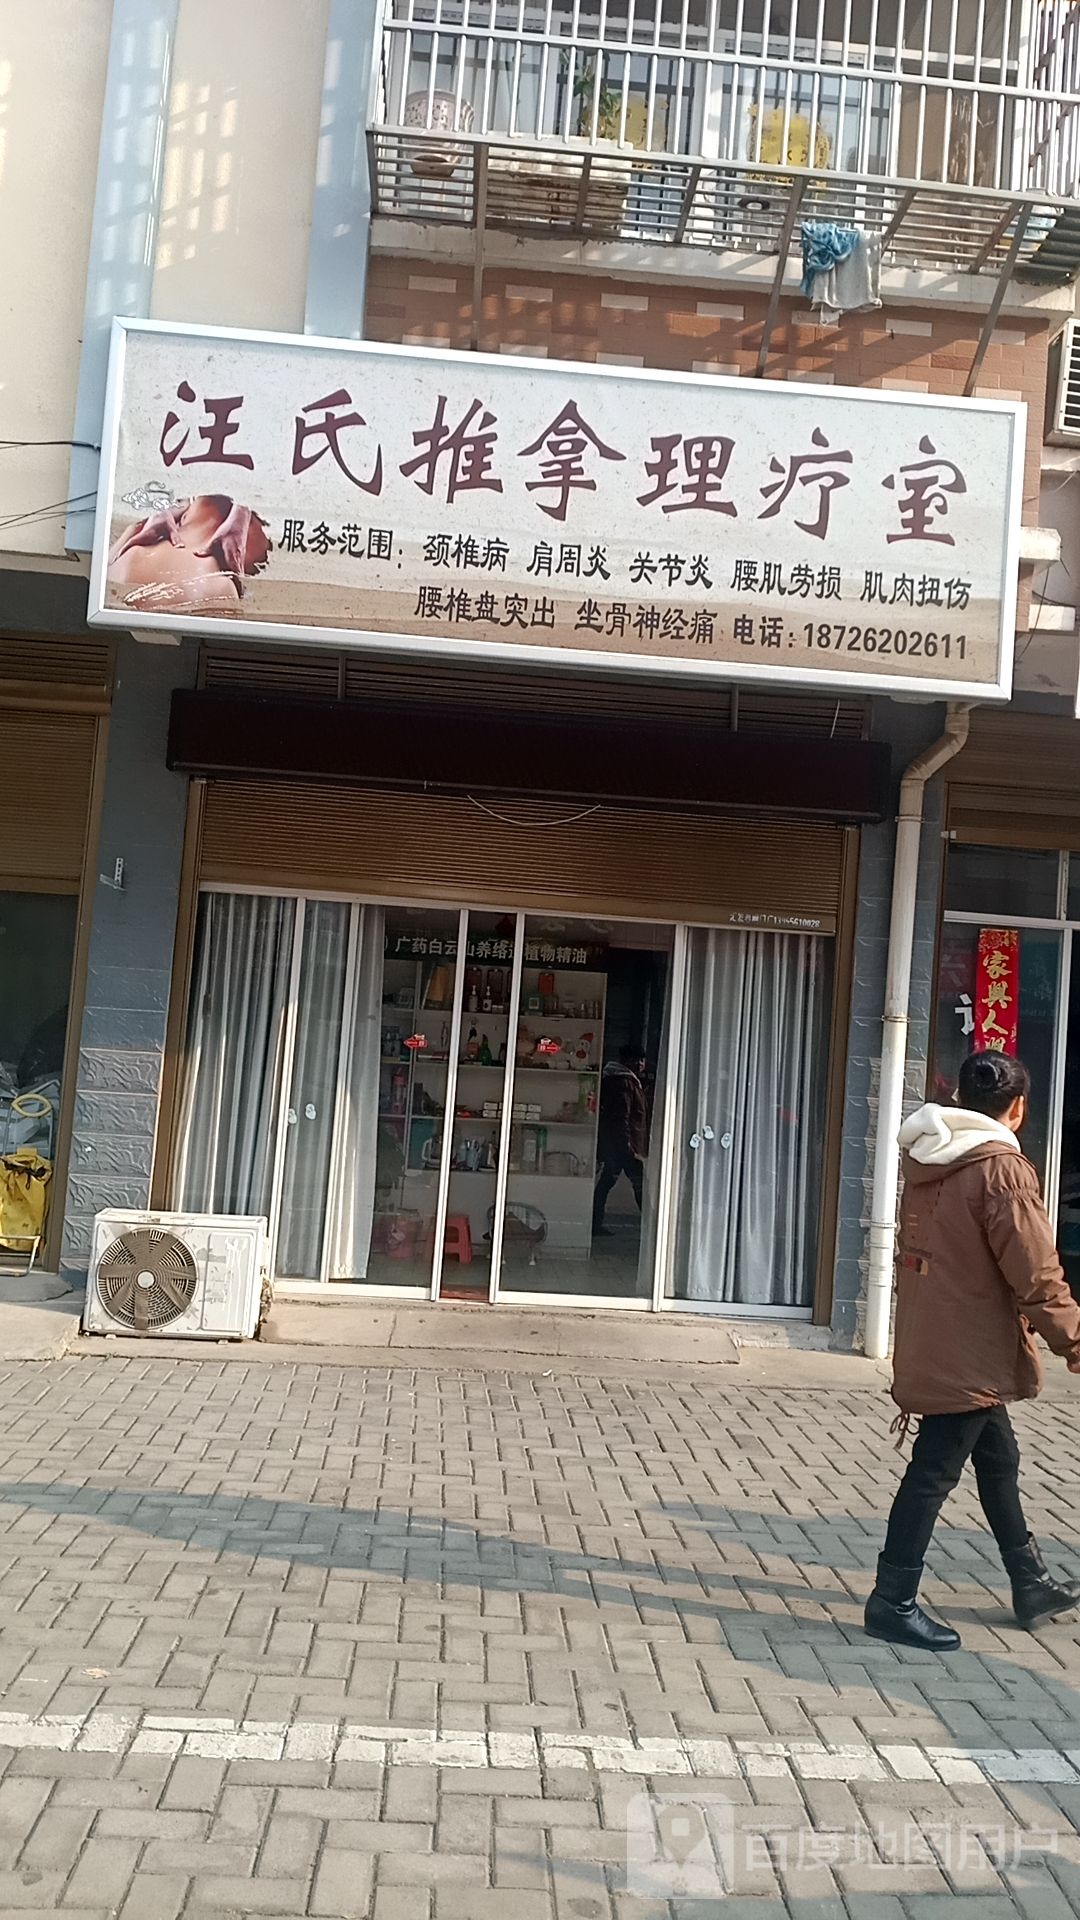 汪氏推拿理疗室
服务范围：颈椎病 肩周炎 关节炎 腰肌劳损 肌肉扭伤
腰椎盘突出 坐骨神经痛 电话：18726202611
广药白云山养络通植物精油
家兴人
百度地图用户